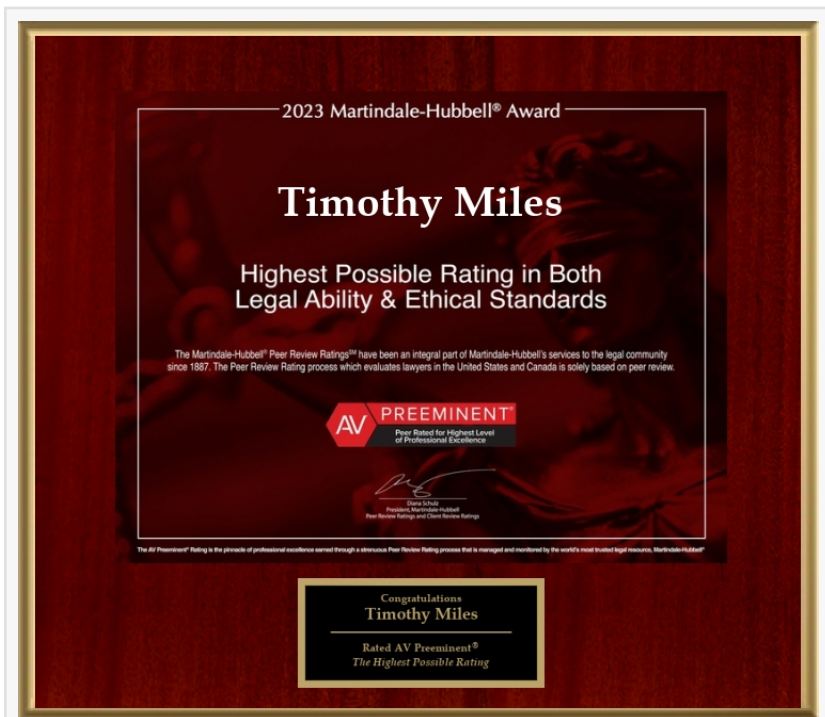 2023 Martindale-Hubbell® Award
Timothy Miles
Highest Possible Rating in Both
Legal Ability & Ethical Standards
The Martindale-Hubbell® Peer Review Ratings℠ have been an integral part of Martindale-Hubbell's services to the legal community
since 1887. The Peer Review Rating process which evaluates lawyers in the United States and Canada is solely based on peer review.
AV PREEMINENT®
Peer Rated for Highest Level
of Professional Excellence
Diana Schulz
President, Martindale-Hubbell
Peer Review Ratings and Client Review Ratings
The AV Preeminent® Rating is the pinnacle of professional excellence earned through a strenuous Peer Review Rating process that is managed and monitored by the world's most trusted legal resource, Martindale-Hubbell®
Congratulations
Timothy Miles
Rated AV Preeminent®
The Highest Possible Rating